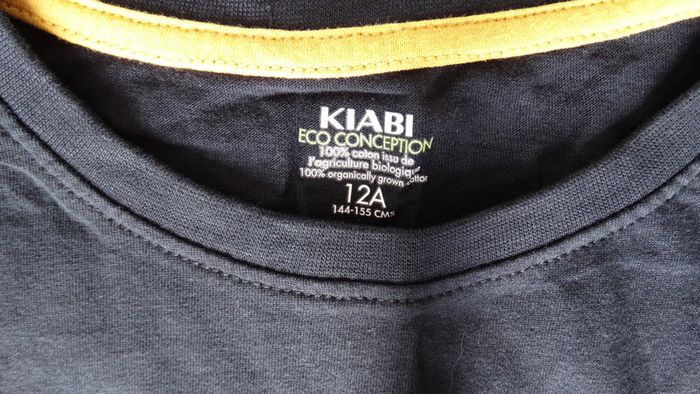 KIABI
ECO CONCEPTION
100% coton issu de
l'agriculture biologique
100% organically grown cotton
12A
144-155 CMS